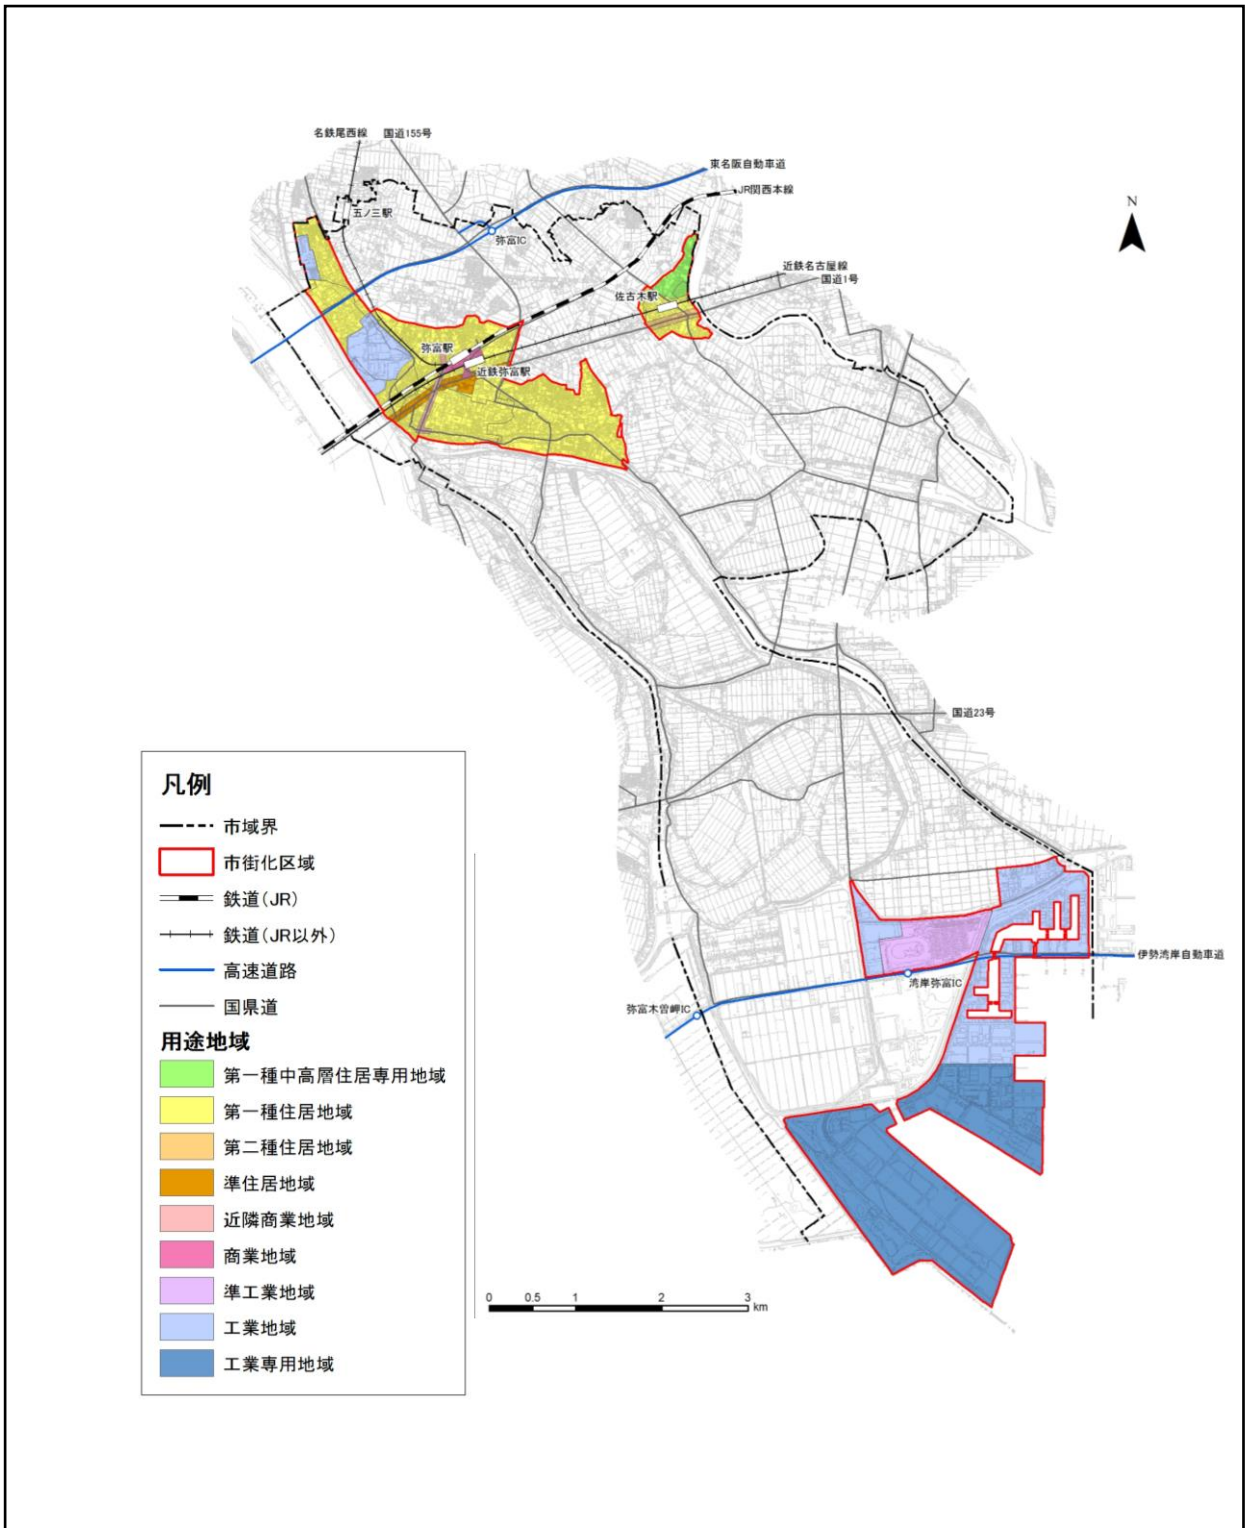 名鉄尾西線
国道155号
東名阪自動車道
JR関西本線
N
五ノ三駅
弥富IC
近鉄名古屋線
国道1号
佐古木駅
弥富駅
近鉄弥富駅
国道23号
伊勢湾岸自動車道
湾岸弥富IC
弥富木曽岬IC
凡例
市域界
市街化区域
鉄道(JR)
鉄道(JR以外)
高速道路
国県道
用途地域
第一種中高層住居専用地域
第一種住居地域
第二種住居地域
準住居地域
近隣商業地域
商業地域
準工業地域
工業地域
工業専用地域
0 0.5 1 2 3
km